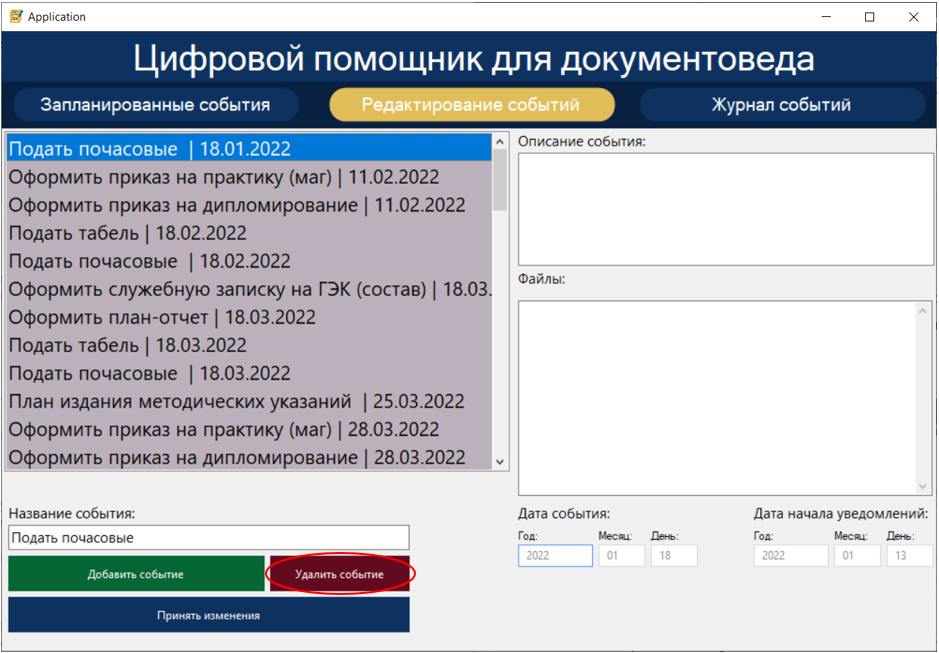 Application
Цифровой помощник для документоведа
Запланированные события
Редактирование событий
Журнал событий
Подать почасовые | 18.01.2022
Оформить приказ на практику (маг) | 11.02.2022
Оформить приказ на дипломирование | 11.02.2022
Подать табель | 18.02.2022
Подать почасовые | 18.02.2022
Оформить служебную записку на ГЭК (состав) | 18.03.
Оформить план-отчет | 18.03.2022
Подать табель | 18.03.2022
Подать почасовые | 18.03.2022
План издания методических указаний | 25.03.2022
Оформить приказ на практику (маг) | 28.03.2022
Оформить приказ на дипломирование | 28.03.2022
Название события:
Подать почасовые
Добавить событие
Удалить событие
Принять изменения
Описание события:
Файлы:
Дата события:
Год: Месяц: День:
2022 01 18
Дата начала уведомлений:
Год: Месяц: День:
2022 01 13